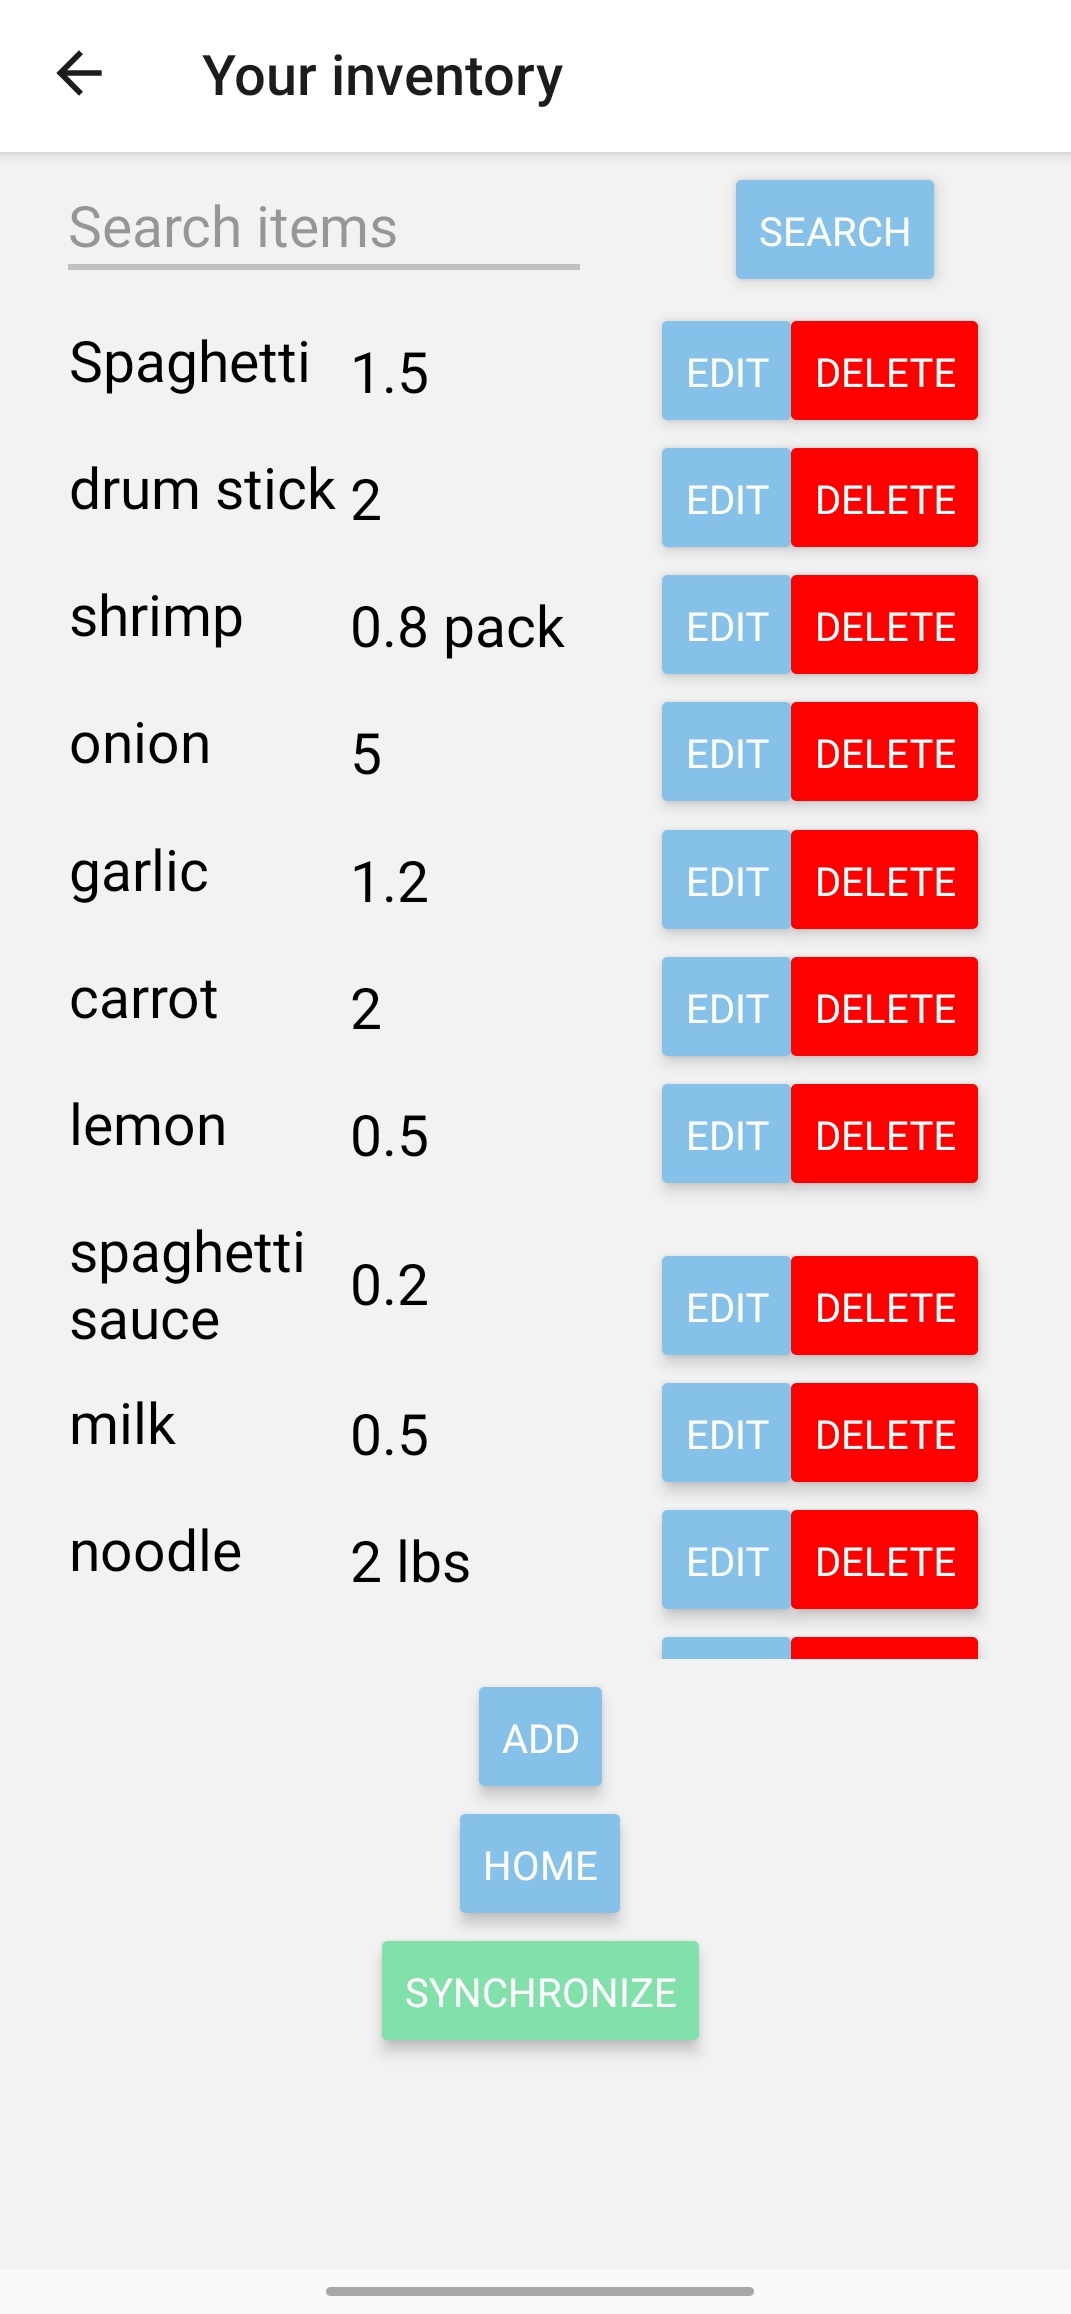 Your inventory
Search items SEARCH
Spaghetti 1.5 EDIT DELETE
drum stick 2 EDIT DELETE
shrimp 0.8 pack EDIT DELETE
onion 5 EDIT DELETE
garlic 1.2 EDIT DELETE
carrot 2 EDIT DELETE
lemon 0.5 EDIT DELETE
spaghetti
sauce 0.2 EDIT DELETE
milk 0.5 EDIT DELETE
noodle 2 lbs EDIT DELETE
ADD
HOME
SYNCHRONIZE